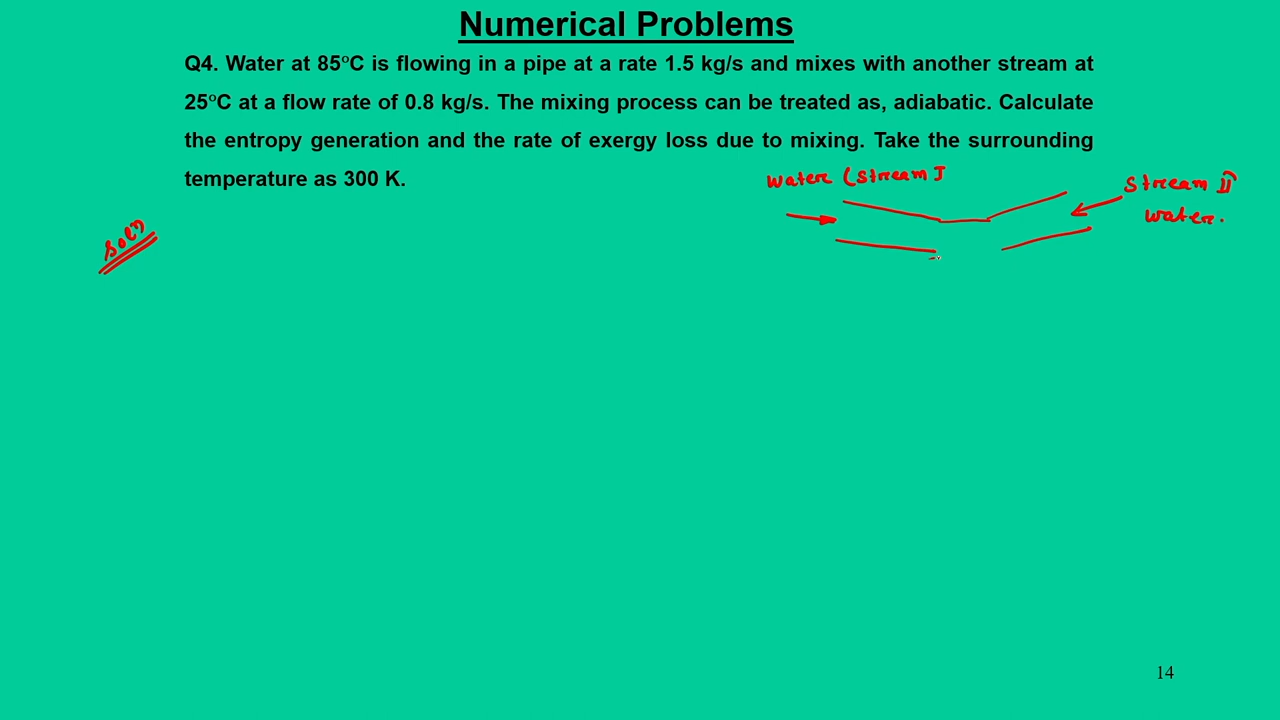 Numerical Problems
Q4. Water at 85°C is flowing in a pipe at a rate 1.5 kg/s and mixes with another stream at
25°C at a flow rate of 0.8 kg/s. The mixing process can be treated as, adiabatic. Calculate
the entropy generation and the rate of exergy loss due to mixing. Take the surrounding
temperature as 300 K.
Water (Stream I
Stream II)
Water.
Soln
14